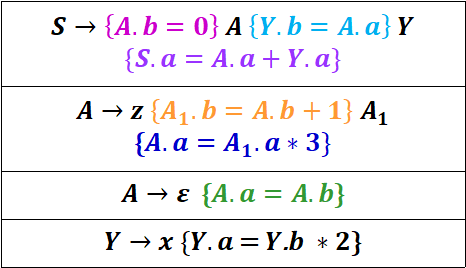 S → {A.b = 0} A {Y.b = A.a} Y
{S.a = A.a + Y.a}
A → z {A₁.b = A.b + 1} A₁
{A.a = A₁.a * 3}
A → ε {A.a = A.b}
Y → x {Y.a = Y.b * 2}